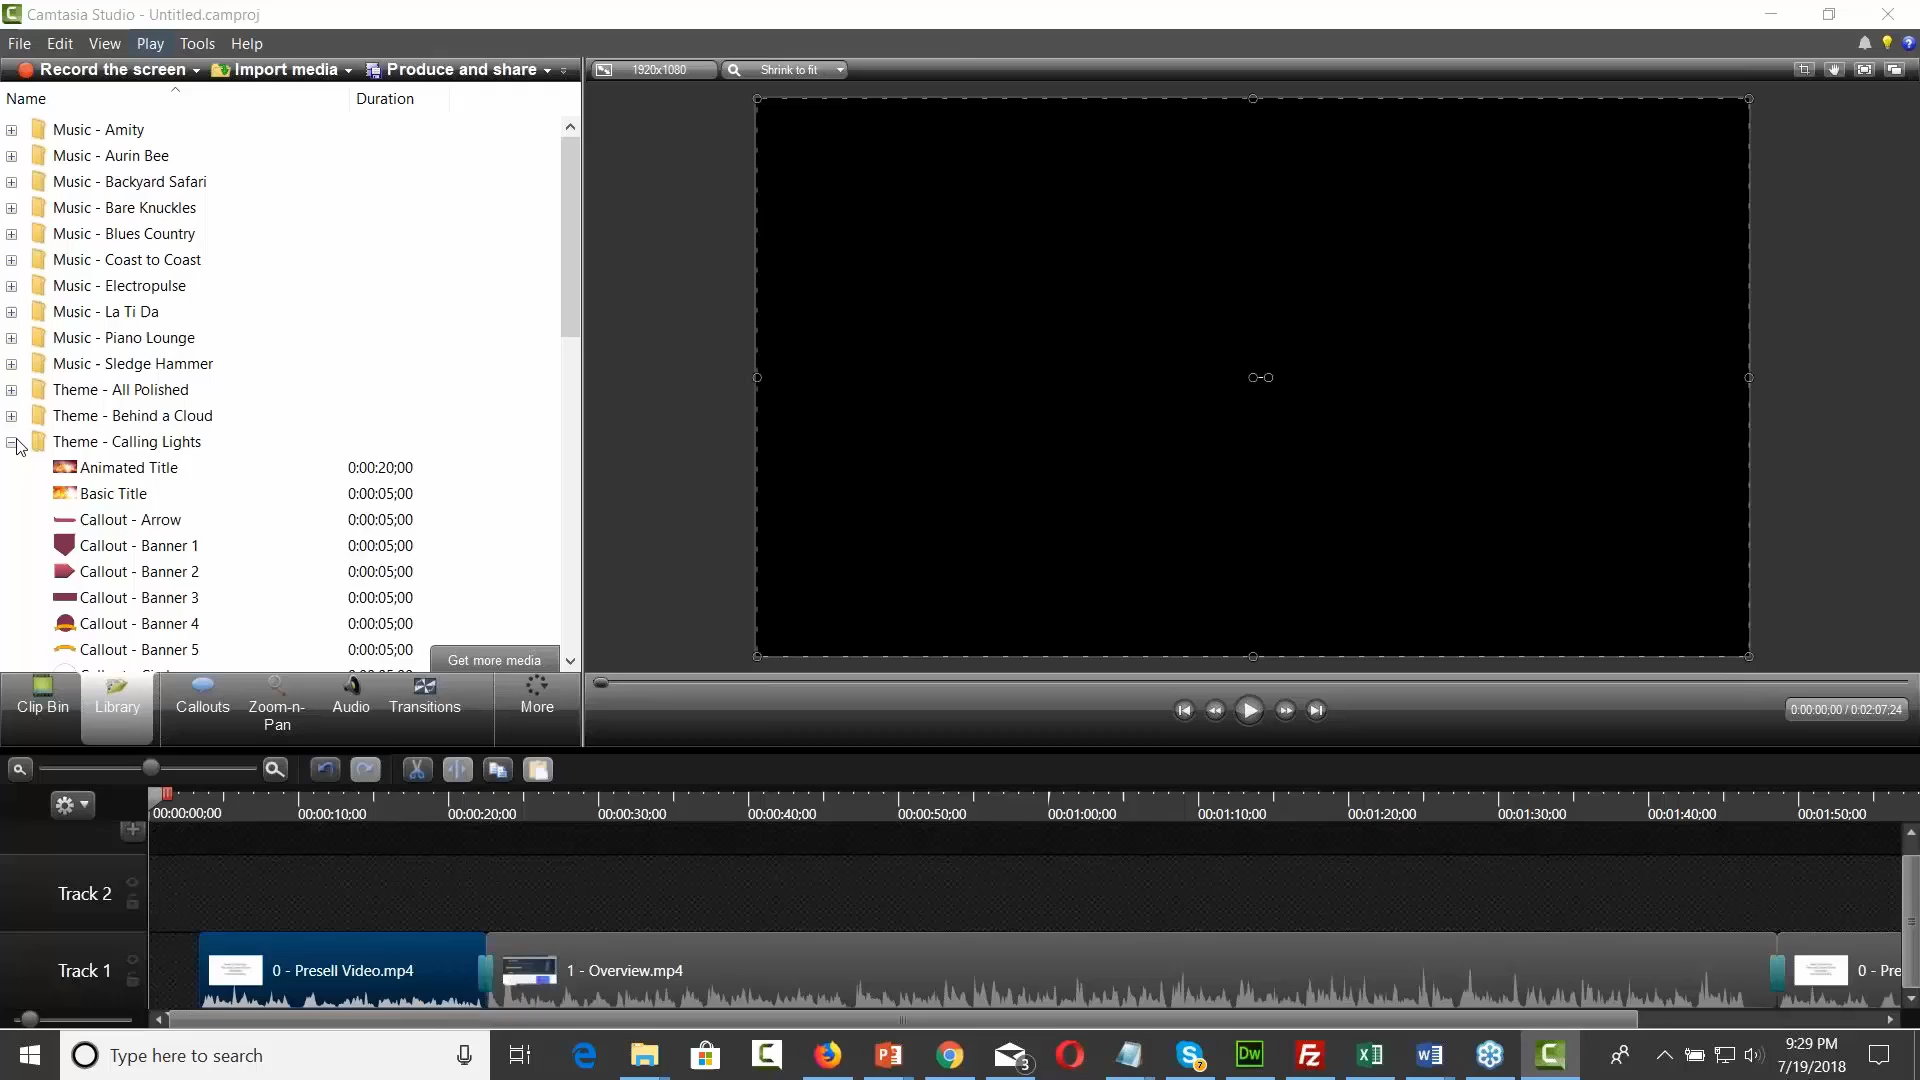 Camtasia Studio - Untitled.camproj
File Edit View Play Tools Help
Record the screen Import media Produce and share 1920x1080 Shrink to fit
Name Duration
Music - Amity
Music - Aurin Bee
Music - Backyard Safari
Music - Bare Knuckles
Music - Blues Country
Music - Coast to Coast
Music - Electropulse
Music - La Ti Da
Music - Piano Lounge
Music - Sledge Hammer
Theme - All Polished
Theme - Behind a Cloud
Theme - Calling Lights
Animated Title 0:00:20;00
Basic Title 0:00:05;00
Callout - Arrow 0:00:05;00
Callout - Banner 1 0:00:05;00
Callout - Banner 2 0:00:05;00
Callout - Banner 3 0:00:05;00
Callout - Banner 4 0:00:05;00
Callout - Banner 5 0:00:05;00
Get more media
Clip Bin Library Callouts Zoom-n-Pan Audio Transitions More
0:00:00;00 / 0:02:07;24
00:00:00;00 00:00:10;00 00:00:20;00 00:00:30;00 00:00:40;00 00:00:50;00 00:01:00;00 00:01:10;00 00:01:20;00 00:01:30;00 00:01:40;00 00:01:50;00
Track 2
Track 1 0 - Presell Video.mp4 1 - Overview.mp4 0 - Pre
Type here to search
3
7
Dw
9:29 PM
7/19/2018